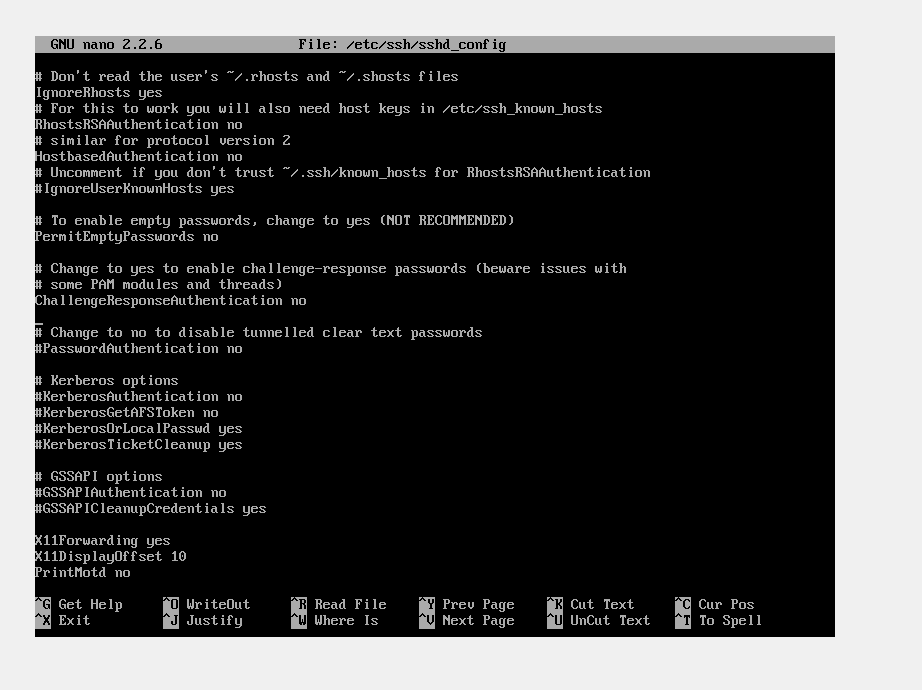 GNU nano 2.2.6 File: /etc/ssh/sshd_config
# Don't read the user's ~/.rhosts and ~/.shosts files
IgnoreRhosts yes
# For this to work you will also need host keys in /etc/ssh_known_hosts
RhostsRSAAuthentication no
# similar for protocol version 2
HostbasedAuthentication no
# Uncomment if you don't trust ~/.ssh/known_hosts for RhostsRSAAuthentication
#IgnoreUserKnownHosts yes
# To enable empty passwords, change to yes (NOT RECOMMENDED)
PermitEmptyPasswords no
# Change to yes to enable challenge-response passwords (beware issues with
# some PAM modules and threads)
ChallengeResponseAuthentication no
# Change to no to disable tunnelled clear text passwords
#PasswordAuthentication no
# Kerberos options
#KerberosAuthentication no
#KerberosGetAFSToken no
#KerberosOrLocalPasswd yes
#KerberosTicketCleanup yes
# GSSAPI options
#GSSAPIAuthentication no
#GSSAPICleanupCredentials yes
X11Forwarding yes
X11DisplayOffset 10
PrintMotd no
^G Get Help ^O WriteOut ^R Read File ^Y Prev Page ^K Cut Text ^C Cur Pos
^X Exit ^J Justify ^W Where Is ^V Next Page ^U UnCut Text ^T To Spell